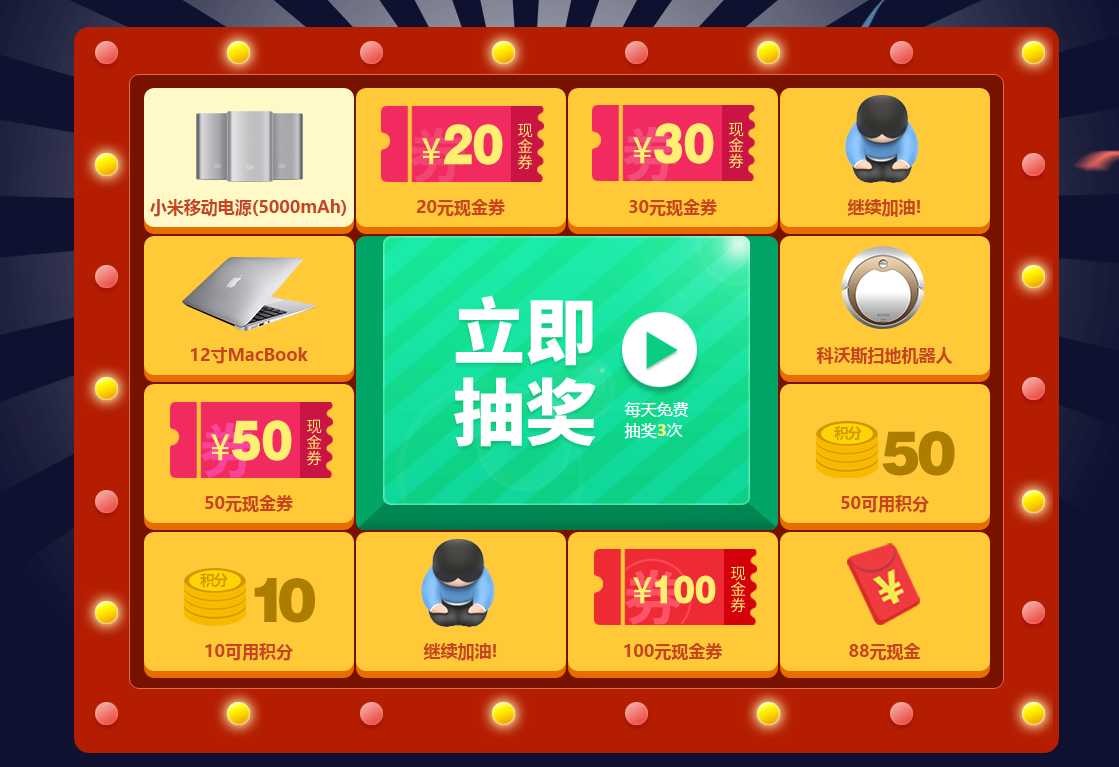 ¥20
现金券
¥30
现金券
小米移动电源(5000mAh)
20元现金券
30元现金券
继续加油!
12寸MacBook
立即
抽奖
每天免费
抽奖3次
科沃斯扫地机器人
券
¥50
现金券
50元现金券
积分
50
50可用积分
积分
10
10可用积分
继续加油!
券
¥100
现金券
100元现金券
¥
88元现金